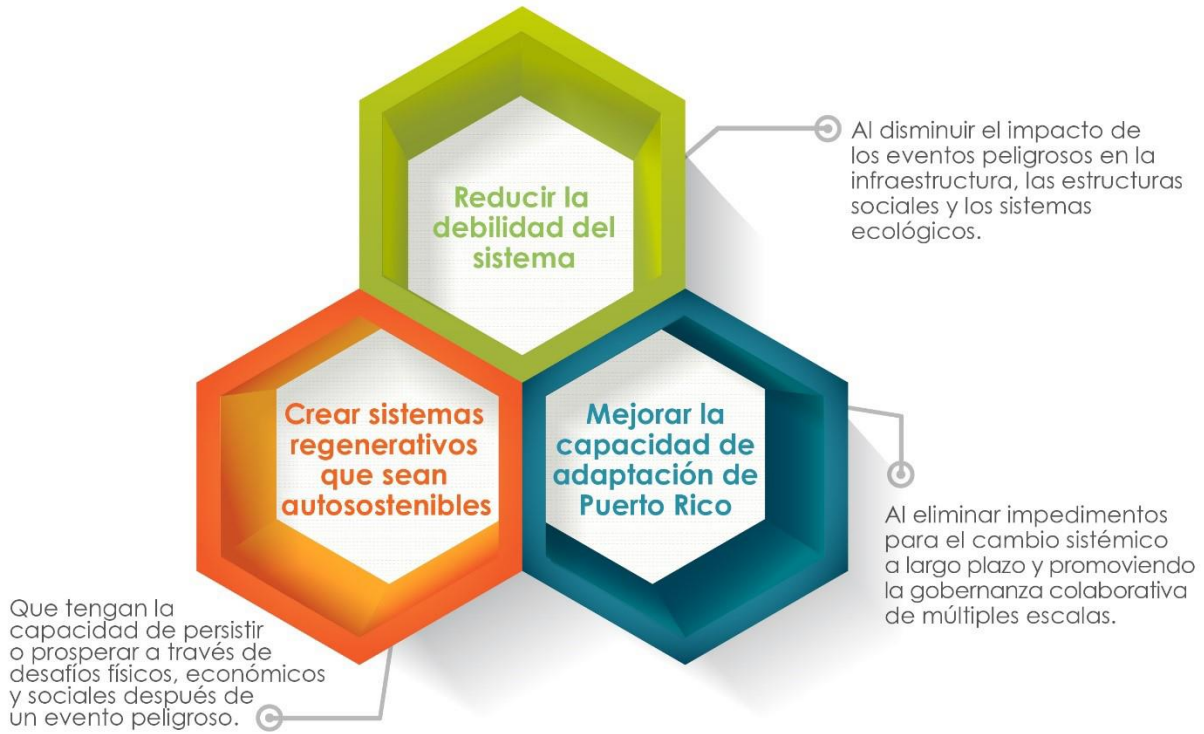 Reducir la
debilidad del
sistema
Al disminuir el impacto de
los eventos peligrosos en la
infraestructura, las estructuras
sociales y los sistemas
ecológicos.
Crear sistemas
regenerativos
que sean
autosostenibles
Mejorar la
capacidad de
adaptación de
Puerto Rico
Al eliminar impedimentos
para el cambio sistémico
a largo plazo y promoviendo
la gobernanza colaborativa
de múltiples escalas.
Que tengan la
capacidad de persistir
o prosperar a través de
desafíos físicos, económicos
y sociales después de
un evento peligroso.